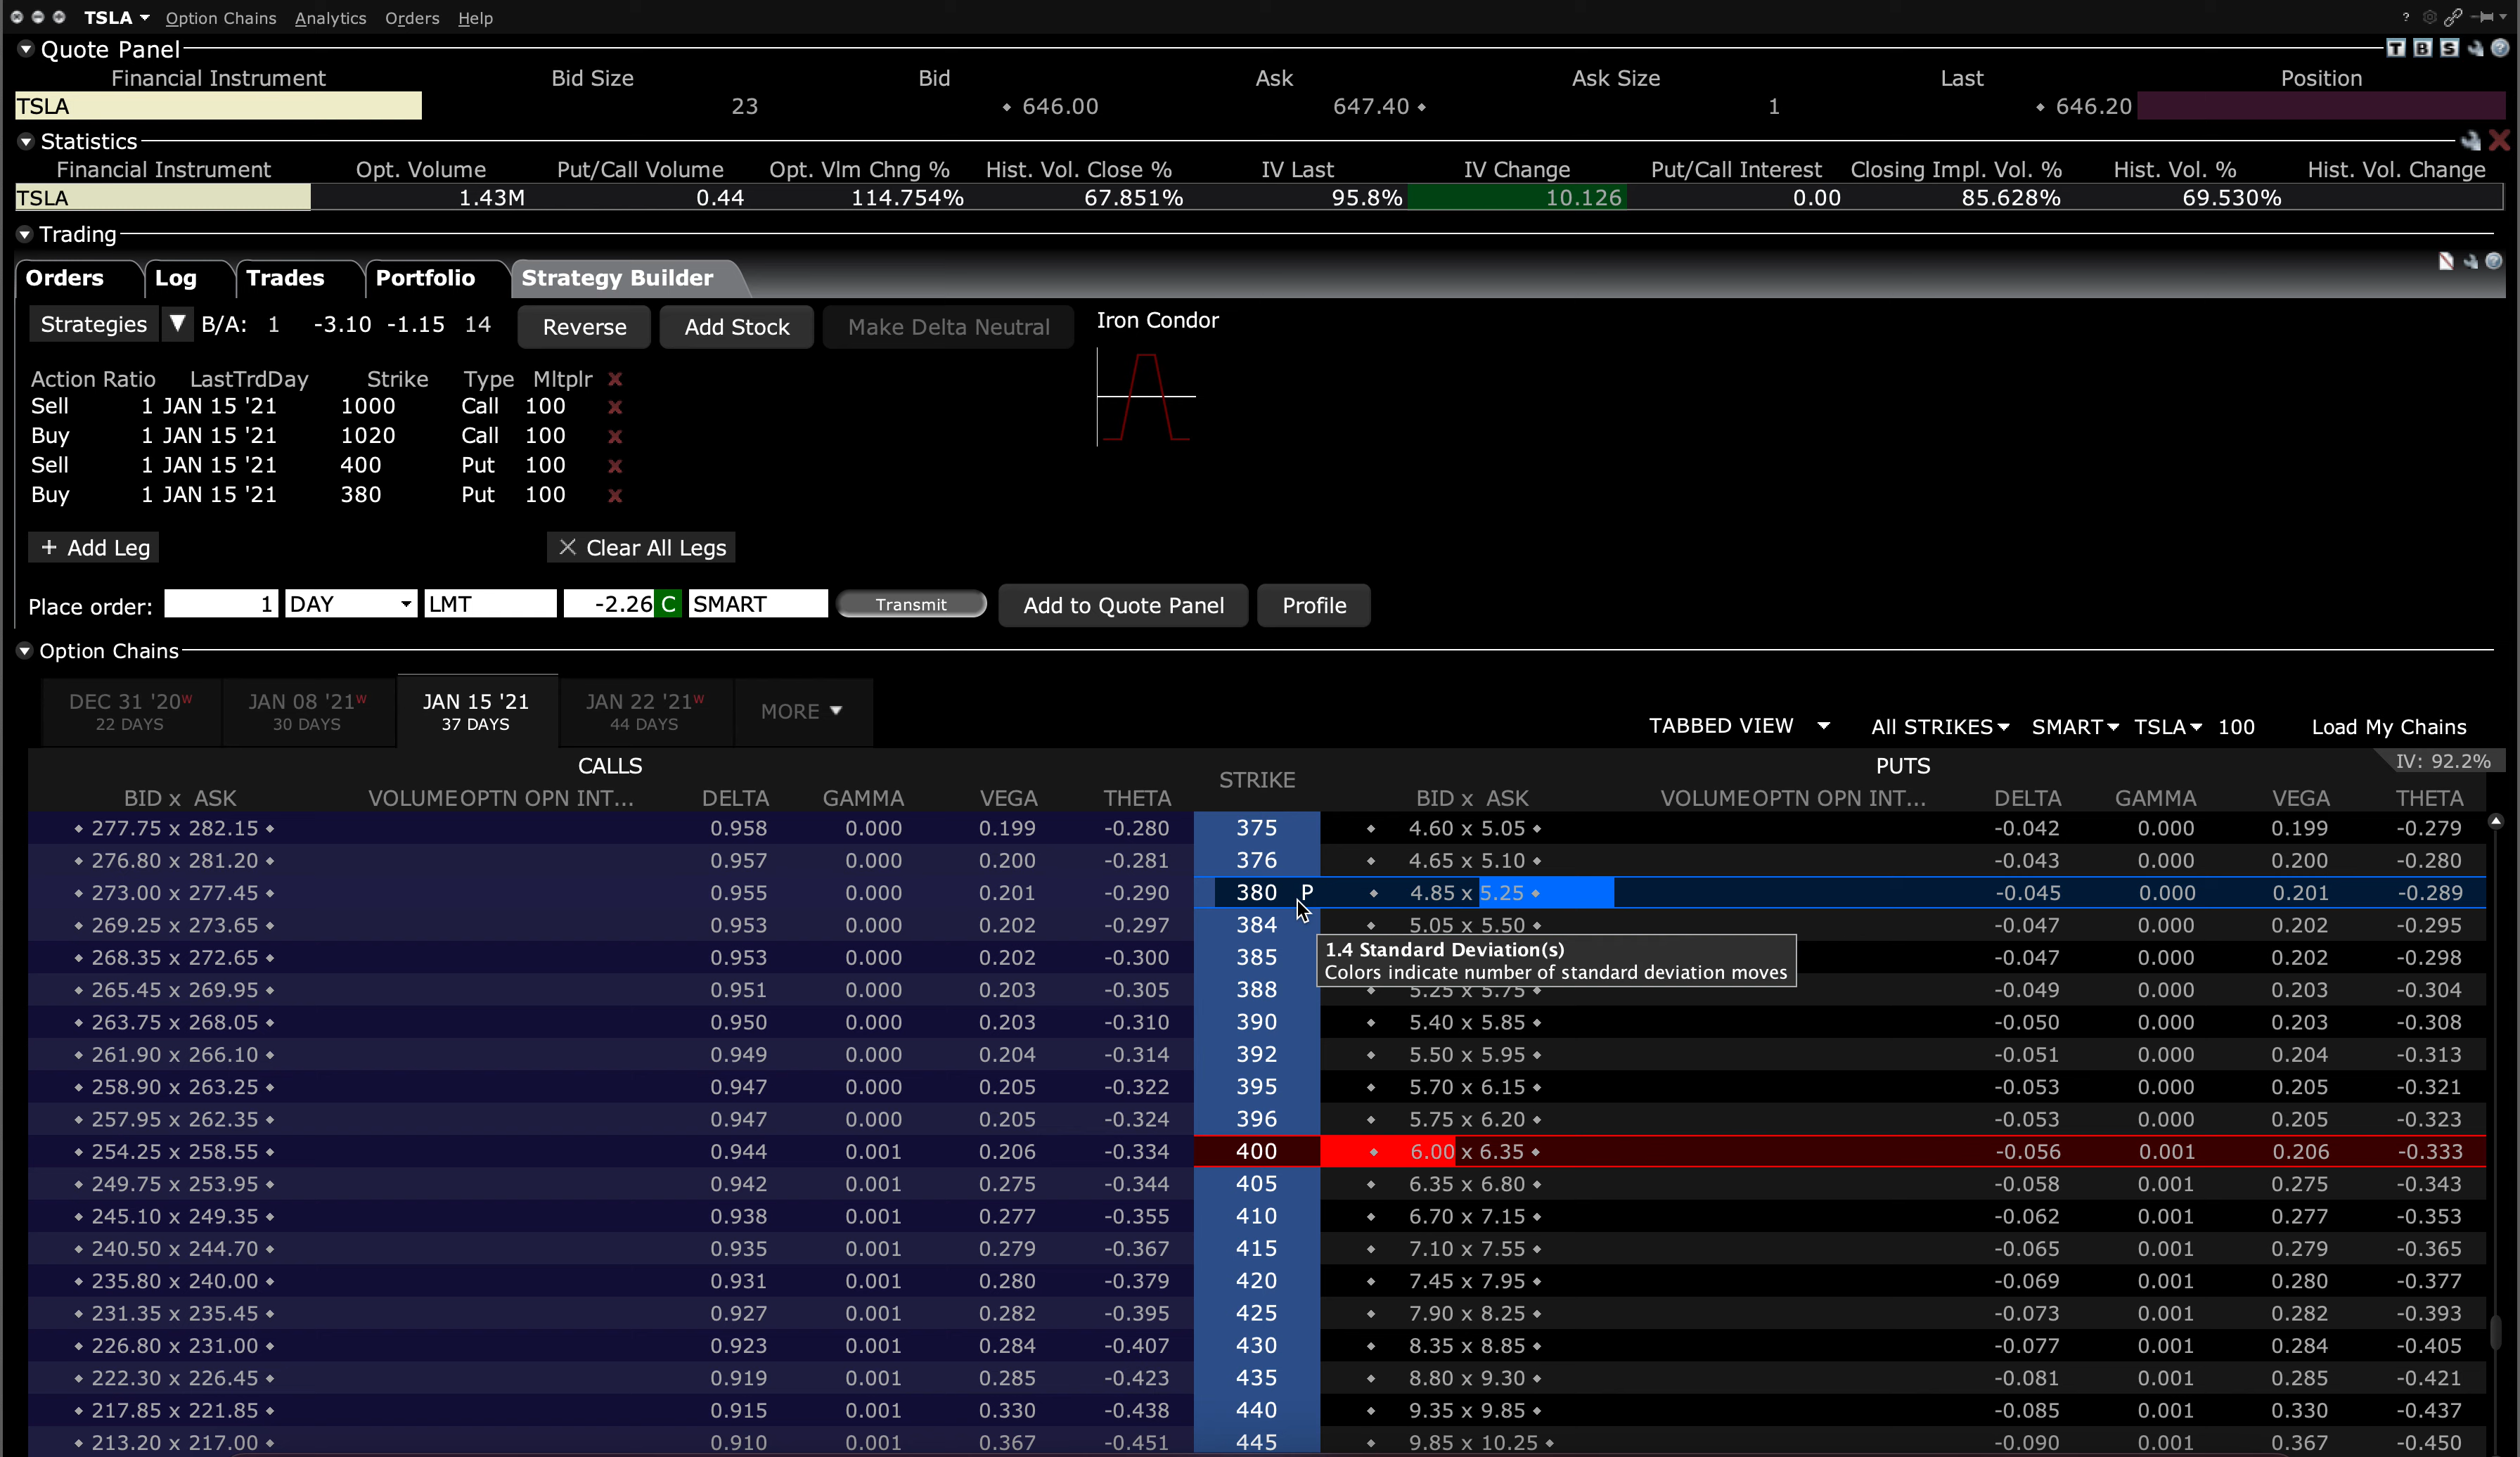 TSLA Option Chains Analytics Orders Help ?
Quote Panel T B S ?
Financial Instrument Bid Size Bid Ask Ask Size Last Position
TSLA 23 646.00 647.40 1 646.20
Statistics
Financial Instrument Opt. Volume Put/Call Volume Opt. Vlm Chng % Hist. Vol. Close % IV Last IV Change Put/Call Interest Closing Impl. Vol. % Hist. Vol. % Hist. Vol. Change
TSLA 1.43M 0.44 114.754% 67.851% 95.8% 10.126 0.00 85.628% 69.530%
Trading
Orders Log Trades Portfolio Strategy Builder ?
Strategies B/A: 1 -3.10 -1.15 14 Reverse Add Stock Make Delta Neutral Iron Condor
Action Ratio LastTrdDay Strike Type Mltplr x
Sell 1 JAN 15 '21 1000 Call 100 x
Buy 1 JAN 15 '21 1020 Call 100 x
Sell 1 JAN 15 '21 400 Put 100 x
Buy 1 JAN 15 '21 380 Put 100 x
+ Add Leg × Clear All Legs
Place order: 1 DAY LMT -2.26 C SMART Transmit Add to Quote Panel Profile
Option Chains
DEC 31 '20W JAN 08 '21W JAN 15 '21 JAN 22 '21W MORE
22 DAYS 30 DAYS 37 DAYS 44 DAYS
TABBED VIEW All STRIKES SMART TSLA 100 Load My Chains
CALLS STRIKE PUTS IV: 92.2%
BID x ASK VOLUME OPTN OPN INT... DELTA GAMMA VEGA THETA BID x ASK VOLUME OPTN OPN INT... DELTA GAMMA VEGA THETA
277.75 x 282.15 0.958 0.000 0.199 -0.280 375 4.60 x 5.05 -0.042 0.000 0.199 -0.279
276.80 x 281.20 0.957 0.000 0.200 -0.281 376 4.65 x 5.10 -0.043 0.000 0.200 -0.280
273.00 x 277.45 0.955 0.000 0.201 -0.290 380 P 4.85 x 5.25 -0.045 0.000 0.201 -0.289
269.25 x 273.65 0.953 0.000 0.202 -0.297 384 5.05 x 5.50 -0.047 0.000 0.202 -0.295
1.4 Standard Deviation(s)
Colors indicate number of standard deviation moves
268.35 x 272.65 0.953 0.000 0.202 -0.300 385 -0.047 0.000 0.202 -0.298
265.45 x 269.95 0.951 0.000 0.203 -0.305 388 5.25 x 5.75 -0.049 0.000 0.203 -0.304
263.75 x 268.05 0.950 0.000 0.203 -0.310 390 5.40 x 5.85 -0.050 0.000 0.203 -0.308
261.90 x 266.10 0.949 0.000 0.204 -0.314 392 5.50 x 5.95 -0.051 0.000 0.204 -0.313
258.90 x 263.25 0.947 0.000 0.205 -0.322 395 5.70 x 6.15 -0.053 0.000 0.205 -0.321
257.95 x 262.35 0.947 0.000 0.205 -0.324 396 5.75 x 6.20 -0.053 0.000 0.205 -0.323
254.25 x 258.55 0.944 0.001 0.206 -0.334 400 6.00 x 6.35 -0.056 0.001 0.206 -0.333
249.75 x 253.95 0.942 0.001 0.275 -0.344 405 6.35 x 6.80 -0.058 0.001 0.275 -0.343
245.10 x 249.35 0.938 0.001 0.277 -0.355 410 6.70 x 7.15 -0.062 0.001 0.277 -0.353
240.50 x 244.70 0.935 0.001 0.279 -0.367 415 7.10 x 7.55 -0.065 0.001 0.279 -0.365
235.80 x 240.00 0.931 0.001 0.280 -0.379 420 7.45 x 7.95 -0.069 0.001 0.280 -0.377
231.35 x 235.45 0.927 0.001 0.282 -0.395 425 7.90 x 8.25 -0.073 0.001 0.282 -0.393
226.80 x 231.00 0.923 0.001 0.284 -0.407 430 8.35 x 8.85 -0.077 0.001 0.284 -0.405
222.30 x 226.45 0.919 0.001 0.285 -0.423 435 8.80 x 9.30 -0.081 0.001 0.285 -0.421
217.85 x 221.85 0.915 0.001 0.330 -0.438 440 9.35 x 9.85 -0.085 0.001 0.330 -0.437
213.20 x 217.00 0.910 0.001 0.367 -0.451 445 9.85 x 10.25 -0.090 0.001 0.367 -0.450